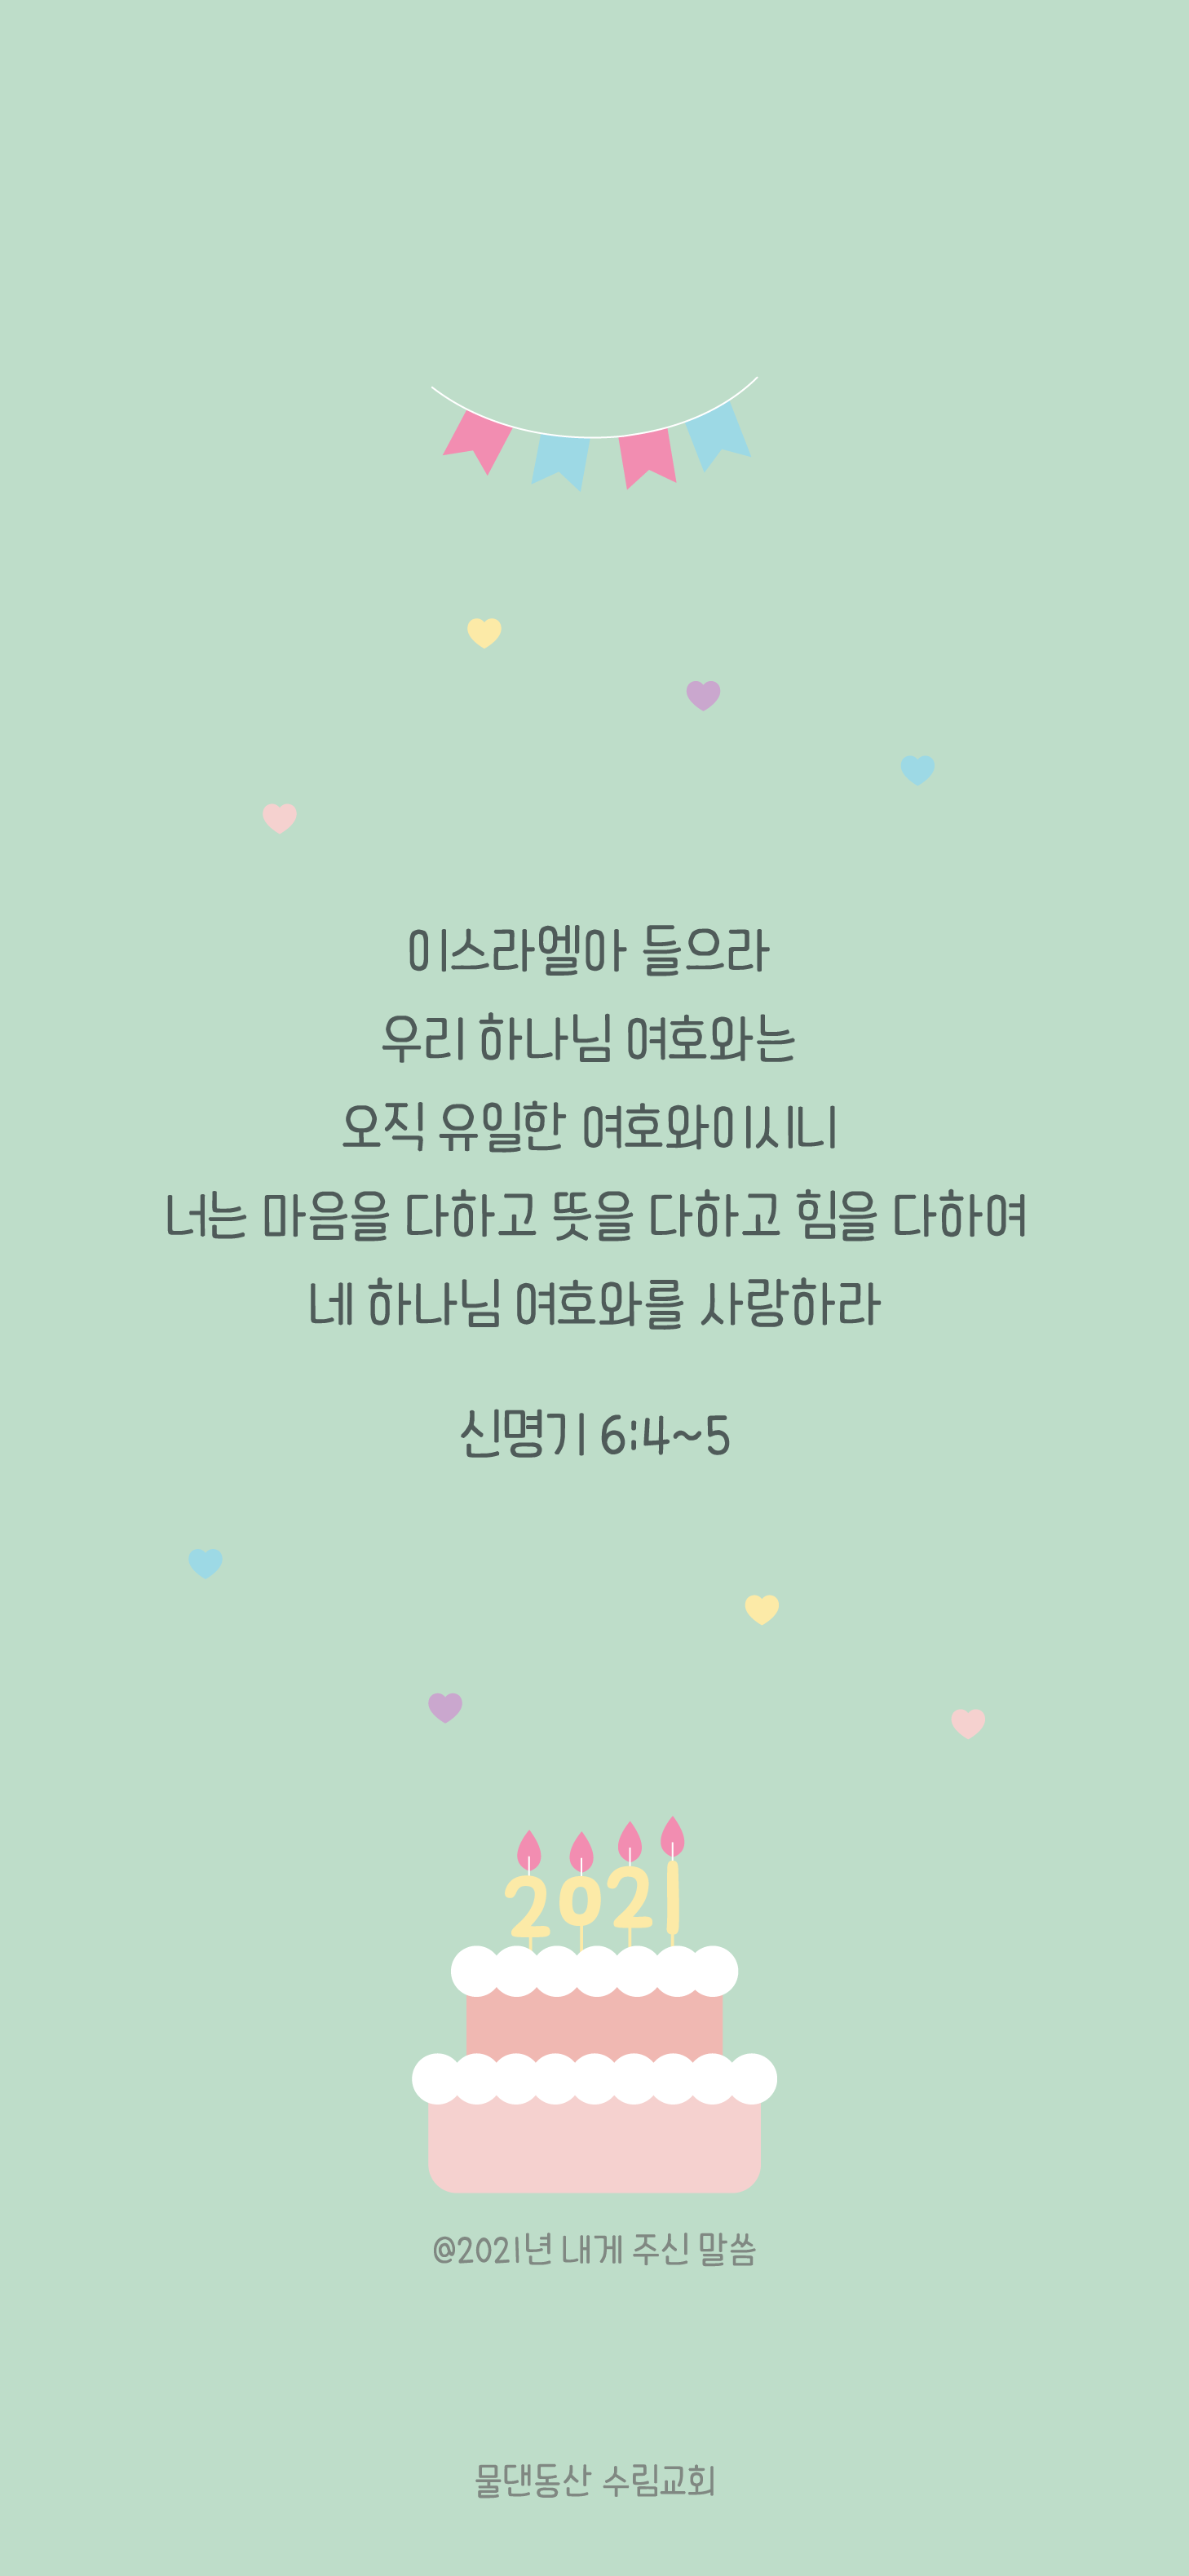 이스라엘아 들으라
우리 하나님 여호와는
오직 유일한 여호와이시니
너는 마음을 다하고 뜻을 다하고 힘을 다하여
네 하나님 여호와를 사랑하라
신명기 6:4~5
2021
@2021년 내게 주신 말씀
물댄동산 수림교회